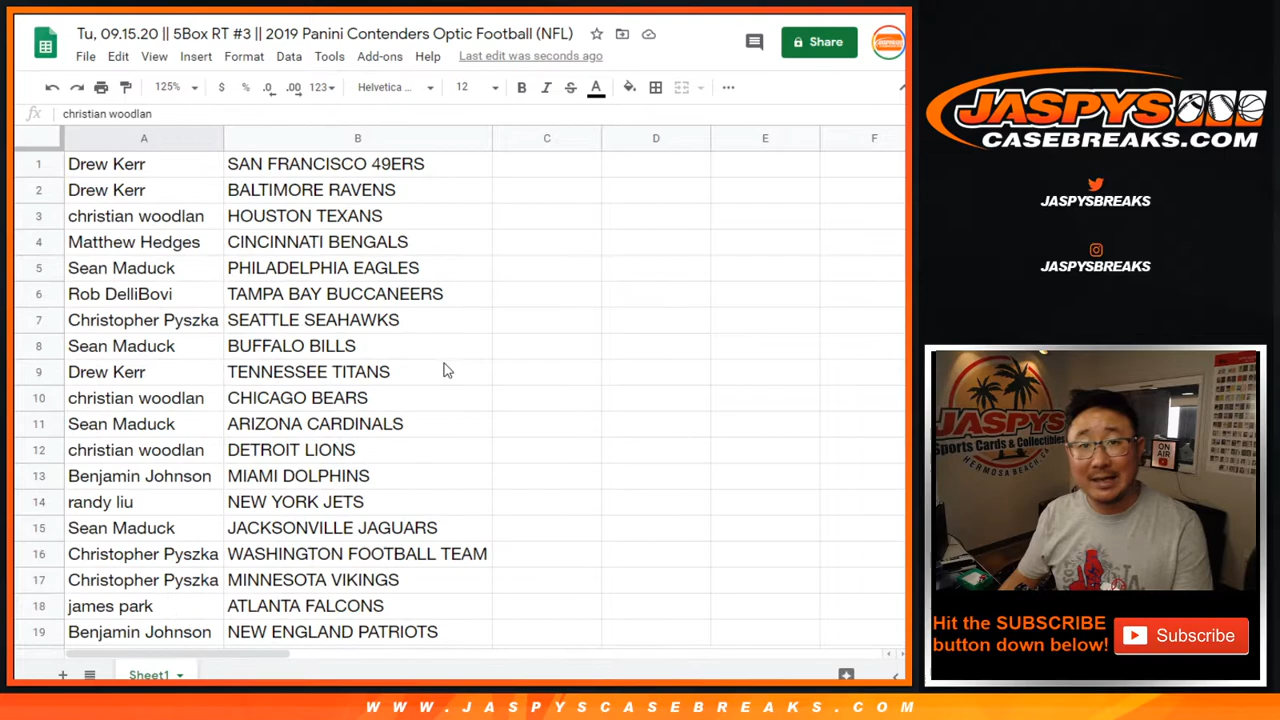 Tu, 09.15.20 || 5Box RT #3 || 2019 Panini Contenders Optic Football (NFL)
File Edit View Insert Format Data Tools Add-ons Help Last edit was seconds ago
Share
125% $ % .0 .00 123 Helvetica ... 12 B I S A
fx christian woodlan
A B C D E F
1 Drew Kerr SAN FRANCISCO 49ERS
2 Drew Kerr BALTIMORE RAVENS
3 christian woodlan HOUSTON TEXANS
4 Matthew Hedges CINCINNATI BENGALS
5 Sean Maduck PHILADELPHIA EAGLES
6 Rob DelliBovi TAMPA BAY BUCCANEERS
7 Christopher Pyszka SEATTLE SEAHAWKS
8 Sean Maduck BUFFALO BILLS
9 Drew Kerr TENNESSEE TITANS
10 christian woodlan CHICAGO BEARS
11 Sean Maduck ARIZONA CARDINALS
12 christian woodlan DETROIT LIONS
13 Benjamin Johnson MIAMI DOLPHINS
14 randy liu NEW YORK JETS
15 Sean Maduck JACKSONVILLE JAGUARS
16 Christopher Pyszka WASHINGTON FOOTBALL TEAM
17 Christopher Pyszka MINNESOTA VIKINGS
18 james park ATLANTA FALCONS
19 Benjamin Johnson NEW ENGLAND PATRIOTS
Sheet1
JASPYS
CASEBREAKS.COM
JASPYSBREAKS
JASPYSBREAKS
JASPYS
Sports Cards & Collectibles
HERMOSA BEACH, CA
ON AIR
Hit the SUBSCRIBE
button down below!
Subscribe
WWW.JASPYSCASEBREAKS.COM